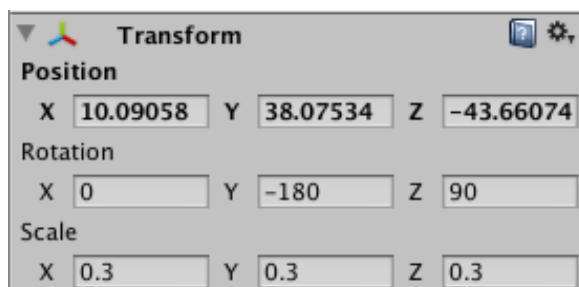 Transform
Position
X 10.09058 Y 38.07534 Z -43.66074
Rotation
X 0 Y -180 Z 90
Scale
X 0.3 Y 0.3 Z 0.3